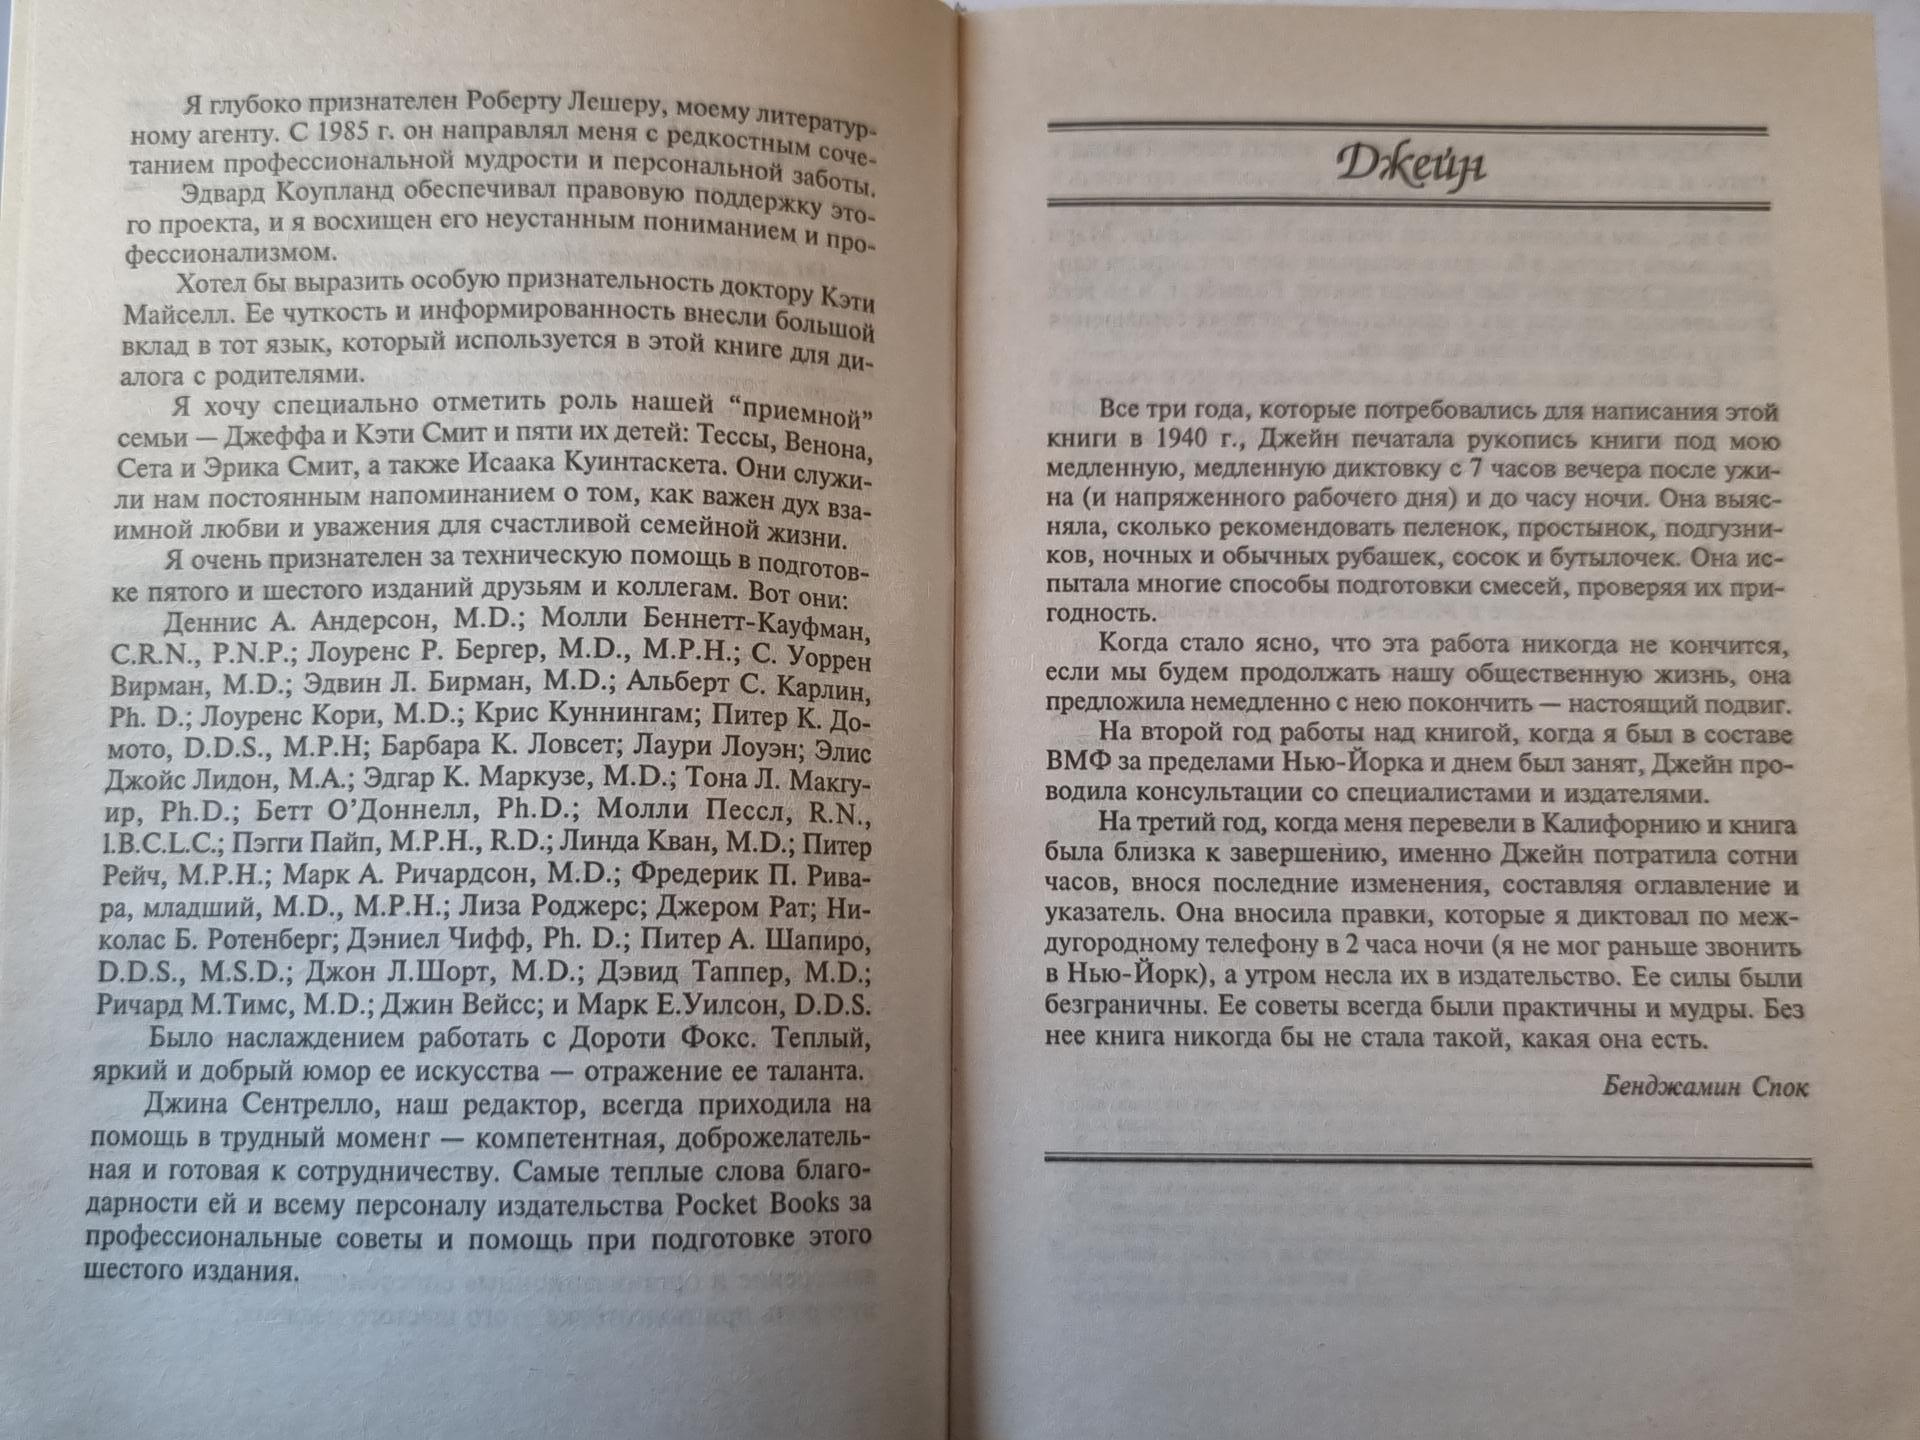 Я глубоко признателен Роберту Лешеру, моему литератур-
ному агенту. С 1985 г. он направлял меня с редкостным соче-
танием профессиональной мудрости и персональной заботы.
Эдвард Коупланд обеспечивал правовую поддержку это-
го проекта, и я восхищен его неустанным пониманием и про-
фессионализмом.
Хотел бы выразить особую признательность доктору Кэти
Майселл. Ее чуткость и информированность внесли большой
вклад в тот язык, который используется в этой книге для ди-
алога с родителями.
Я хочу специально отметить роль нашей “приемной”
семьи — Джеффа и Кэти Смит и пяти их детей: Тессы, Венона,
Сета и Эрика Смит, а также Исаака Куинтаскета. Они служи-
ли нам постоянным напоминанием о том, как важен дух вза-
имной любви и уважения для счастливой семейной жизни.
Я очень признателен за техническую помощь в подготов-
ке пятого и шестого изданий друзьям и коллегам. Вот они:
Деннис А. Андерсон, M.D.; Молли Беннетт-Кауфман,
C.R.N., P.N.P.; Лоуренс Р. Бергер, M.D., M.P.H.; С. Уоррен
Вирман, M.D.; Эдвин Л. Бирман, M.D.; Альберт С. Карлин,
Ph. D.; Лоуренс Кори, M.D.; Крис Куннингам; Питер К. До-
мото, D.D.S., M.P.H; Барбара К. Ловсет; Лаури Лоуэн; Элис
Джойс Лидон, M.A.; Эдгар К. Маркузе, M.D.; Тона Л. Макгу-
ир, Ph.D.; Бетт О’Доннелл, Ph.D.; Молли Пессл, R.N.,
l.B.C.L.C.; Пэгги Пайп, M.P.H., R.D.; Линда Кван, M.D.; Питер
Рейч, M.P.H.; Марк А. Ричардсон, M.D.; Фредерик П. Рива-
ра, младший, M.D., M.P.H.; Лиза Роджерс; Джером Рат; Ни-
колас Б. Ротенберг; Дэниел Чифф, Ph. D.; Питер А. Шапиро,
D.D.S., M.S.D.; Джон Л.Шорт, M.D.; Дэвид Таппер, M.D.;
Ричард М.Тимс, M.D.; Джин Вейсс; и Марк Е.Уилсон, D.D.S.
Было наслаждением работать с Дороти Фокс. Теплый,
яркий и добрый юмор ее искусства — отражение ее таланта.
Джина Сентрелло, наш редактор, всегда приходила на
помощь в трудный момент — компетентная, доброжелатель-
ная и готовая к сотрудничеству. Самые теплые слова благо-
дарности ей и всему персоналу издательства Pocket Books за
профессиональные советы и помощь при подготовке этого
шестого издания.
Джейн
Все три года, которые потребовались для написания этой
книги в 1940 г., Джейн печатала рукопись книги под мою
медленную, медленную диктовку с 7 часов вечера после ужи-
на (и напряженного рабочего дня) и до часу ночи. Она выяс-
няла, сколько рекомендовать пеленок, простынок, подгузни-
ков, ночных и обычных рубашек, сосок и бутылочек. Она ис-
пытала многие способы подготовки смесей, проверяя их при-
годность.
Когда стало ясно, что эта работа никогда не кончится,
если мы будем продолжать нашу общественную жизнь, она
предложила немедленно с нею покончить — настоящий подвиг.
На второй год работы над книгой, когда я был в составе
ВМФ за пределами Нью-Йорка и днем был занят, Джейн про-
водила консультации со специалистами и издателями.
На третий год, когда меня перевели в Калифорнию и книга
была близка к завершению, именно Джейн потратила сотни
часов, внося последние изменения, составляя оглавление и
указатель. Она вносила правки, которые я диктовал по меж-
дугородному телефону в 2 часа ночи (я не мог раньше звонить
в Нью-Йорк), а утром несла их в издательство. Ее силы были
безграничны. Ее советы всегда были практичны и мудры. Без
нее книга никогда бы не стала такой, какая она есть.
Бенджамин Спок